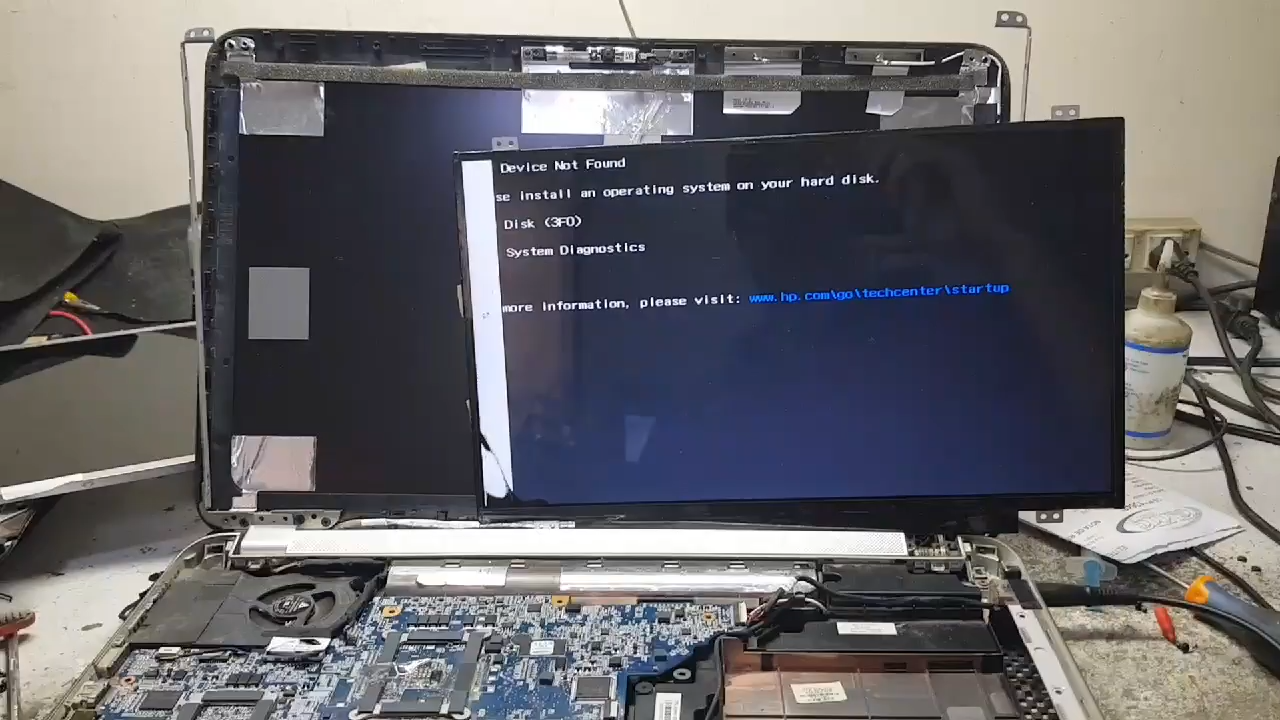 Device Not Found
se install an operating system on your hard disk.
Disk (3F0)
System Diagnostics
more information, please visit: www.hp.com\go\techcenter\startup